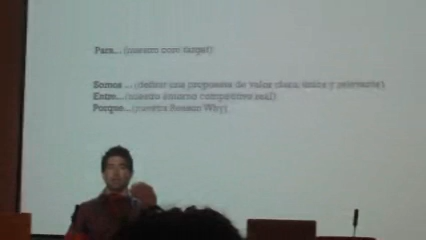 Para... (nuestro core target)
Somos ... (definir una propuesta de valor clara, única y relevante)
Entre... (nuestro entorno competitivo real)
Porque... (nuestra Reason Why)